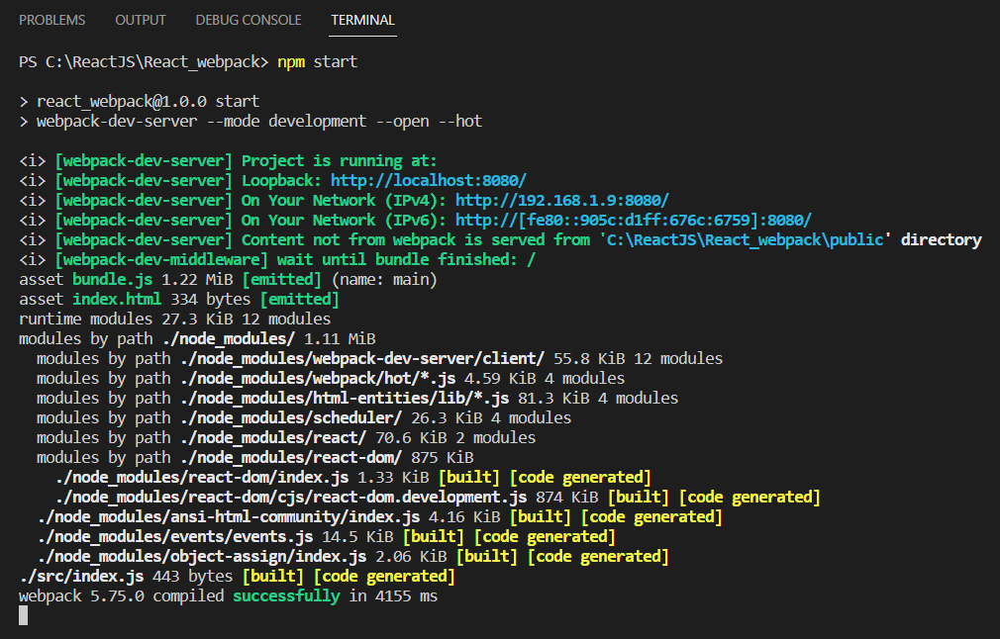 PROBLEMS OUTPUT DEBUG CONSOLE TERMINAL
PS C:\ReactJS\React_webpack> npm start
> react_webpack@1.0.0 start
> webpack-dev-server --mode development --open --hot
<i> [webpack-dev-server] Project is running at:
<i> [webpack-dev-server] Loopback: http://localhost:8080/
<i> [webpack-dev-server] On Your Network (IPv4): http://192.168.1.9:8080/
<i> [webpack-dev-server] On Your Network (IPv6): http://[fe80::905c:d1ff:676c:6759]:8080/
<i> [webpack-dev-server] Content not from webpack is served from 'C:\ReactJS\React_webpack\public' directory
<i> [webpack-dev-middleware] wait until bundle finished: /
asset bundle.js 1.22 MiB [emitted] (name: main)
asset index.html 334 bytes [emitted]
runtime modules 27.3 KiB 12 modules
modules by path ./node_modules/ 1.11 MiB
  modules by path ./node_modules/webpack-dev-server/client/ 55.8 KiB 12 modules
  modules by path ./node_modules/webpack/hot/*.js 4.59 KiB 4 modules
  modules by path ./node_modules/html-entities/lib/*.js 81.3 KiB 4 modules
  modules by path ./node_modules/scheduler/ 26.3 KiB 4 modules
  modules by path ./node_modules/react/ 70.6 KiB 2 modules
  modules by path ./node_modules/react-dom/ 875 KiB
    ./node_modules/react-dom/index.js 1.33 KiB [built] [code generated]
    ./node_modules/react-dom/cjs/react-dom.development.js 874 KiB [built] [code generated]
  ./node_modules/ansi-html-community/index.js 4.16 KiB [built] [code generated]
  ./node_modules/events/events.js 14.5 KiB [built] [code generated]
  ./node_modules/object-assign/index.js 2.06 KiB [built] [code generated]
./src/index.js 443 bytes [built] [code generated]
webpack 5.75.0 compiled successfully in 4155 ms